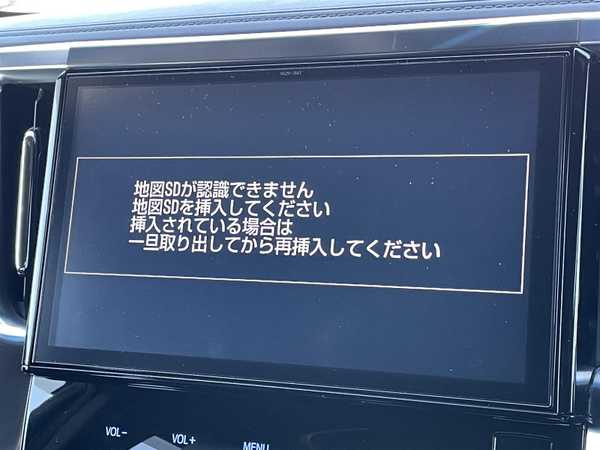 地図SDが認識できません
地図SDを挿入してください
挿入されている場合は
一旦取り出してから再挿入してください
VOL−
VOL+
MENU